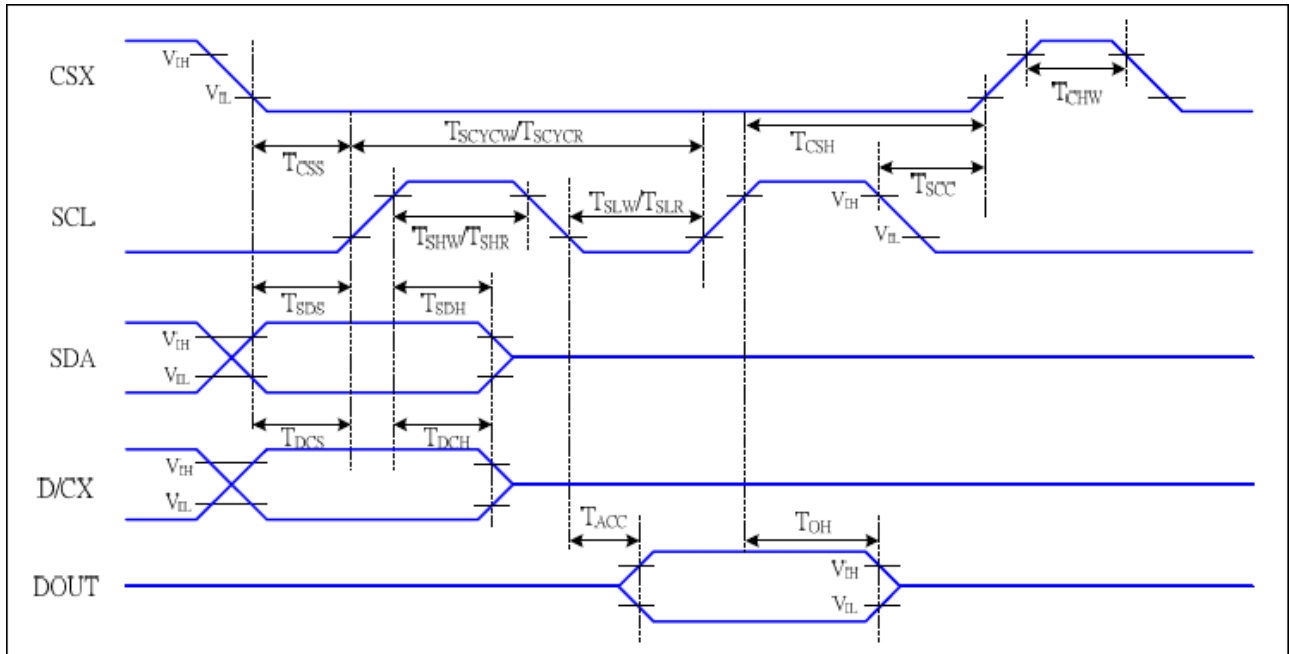 CSX
VIH
VIL
TCHW
TSCYCW/TSCYCR
TCSS
TCSH
TSCC
SCL
TSHW/TSHR
TSLW/TSLR
VIH
VIL
TSDS
TSDH
SDA
VIH
VIL
TDCS
TDCH
D/CX
VIH
VIL
TACC
TOH
DOUT
VIH
VIL